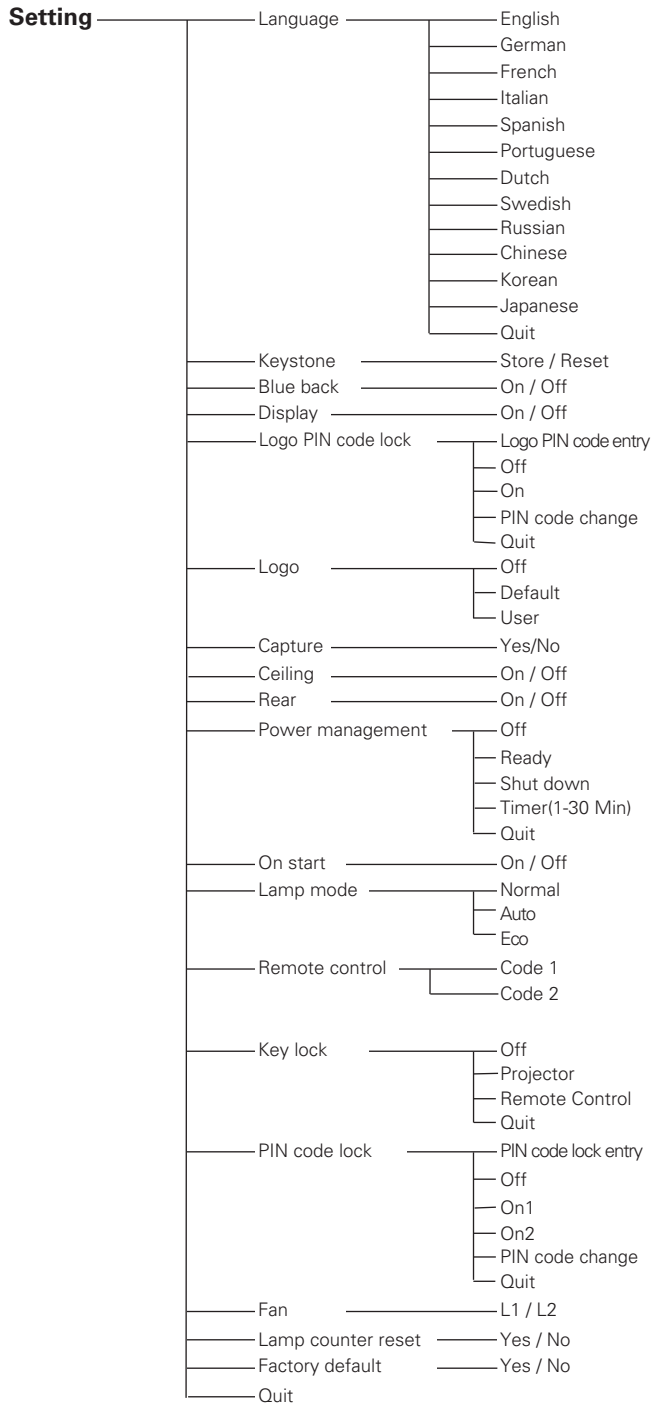 Setting Language English
German
French
Italian
Spanish
Portuguese
Dutch
Swedish
Russian
Chinese
Korean
Japanese
Quit
Keystone Store / Reset
Blue back On / Off
Display On / Off
Logo PIN code lock Logo PIN code entry
Off
On
PIN code change
Quit
Logo Off
Default
User
Capture Yes/No
Ceiling On / Off
Rear On / Off
Power management Off
Ready
Shut down
Timer(1-30 Min)
Quit
On start On / Off
Lamp mode Normal
Auto
Eco
Remote control Code 1
Code 2
Key lock Off
Projector
Remote Control
Quit
PIN code lock PIN code lock entry
Off
On1
On2
PIN code change
Quit
Fan L1 / L2
Lamp counter reset Yes / No
Factory default Yes / No
Quit